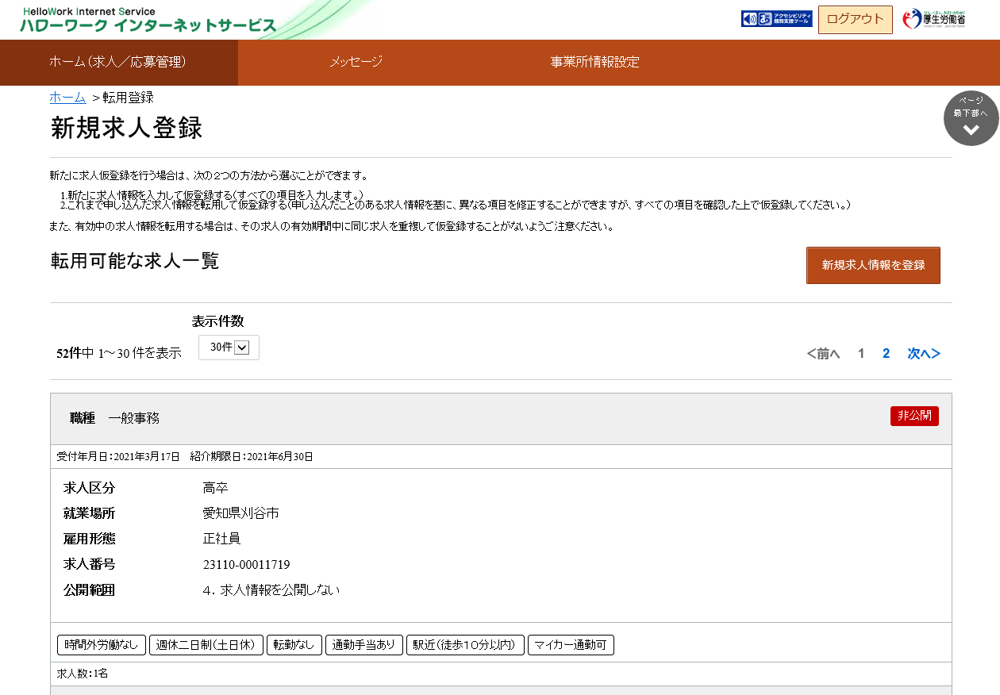 HelloWork Internet Service
ハローワーク インターネットサービス
アクセシビリティ
閲覧支援ツール
ログアウト
ひと、くらし、みらいのために
厚生労働省
ホーム(求人/応募管理)
メッセージ
事業所情報設定
ホーム >転用登録
ページ
最下部へ
新規求人登録
新たに求人仮登録を行う場合は、次の2つの方法から選ぶことができます。
1.新たに求人情報を入力して仮登録する(すべての項目を入力します。)
2.これまで申し込んだ求人情報を転用して仮登録する(申し込んだことのある求人情報を基に、異なる項目を修正することができますが、すべての項目を確認した上で仮登録してください。)
また、有効中の求人情報を転用する場合は、その求人の有効期間中に同じ求人を重複して仮登録することがないようご注意ください。
転用可能な求人一覧
新規求人情報を登録
表示件数
52件中 1～30 件を表示
30件
<前へ 1 2 次へ>
職種 一般事務
非公開
受付年月日:2021年3月17日 紹介期限日:2021年6月30日
求人区分 高卒
就業場所 愛知県刈谷市
雇用形態 正社員
求人番号 23110-00011719
公開範囲 4. 求人情報を公開しない
時間外労働なし 週休二日制(土日休) 転勤なし 通勤手当あり 駅近(徒歩10分以内) マイカー通勤可
求人数:1名